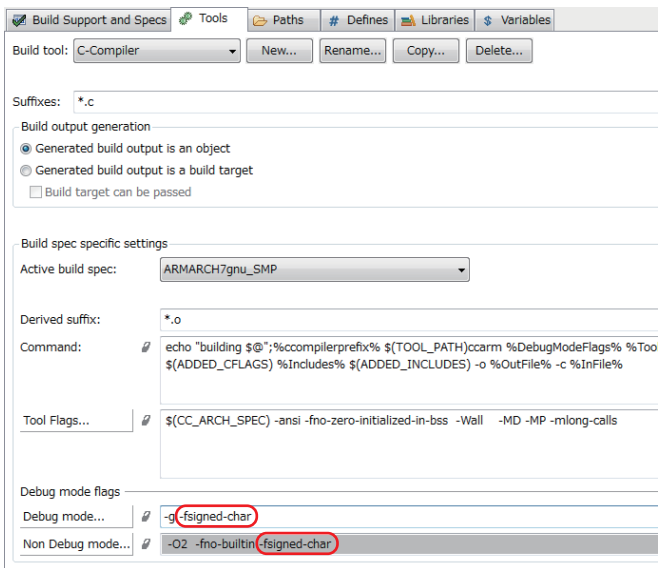 Build Support and Specs Tools Paths # Defines Libraries $ Variables
Build tool: C-Compiler New... Rename... Copy... Delete...
Suffixes: *.c
Build output generation
Generated build output is an object
Generated build output is a build target
Build target can be passed
Build spec specific settings
Active build spec: ARMARCH7gnu_SMP
Derived suffix: *.o
Command: echo "building $@";%ccompilerprefix% $(TOOL_PATH)ccarm %DebugModeFlags% %Too
$(ADDED_CFLAGS) %Includes% $(ADDED_INCLUDES) -o %OutFile% -c %InFile%
Tool Flags... $(CC_ARCH_SPEC) -ansi -fno-zero-initialized-in-bss -Wall -MD -MP -mlong-calls
Debug mode flags
Debug mode... -g -fsigned-char
Non Debug mode... -O2 -fno-builtin -fsigned-char